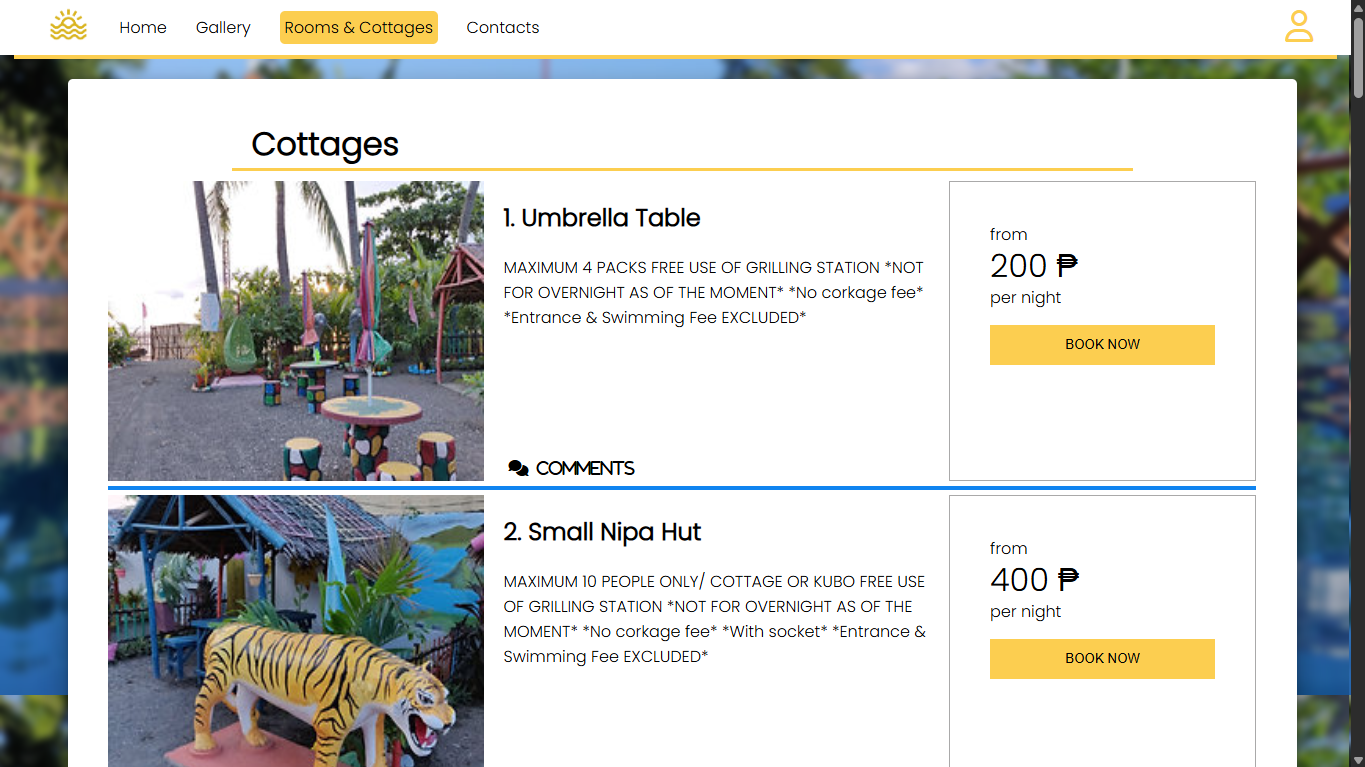 Home Gallery Rooms & Cottages Contacts
Cottages
1. Umbrella Table
MAXIMUM 4 PACKS FREE USE OF GRILLING STATION *NOT
FOR OVERNIGHT AS OF THE MOMENT* *No corkage fee*
*Entrance & Swimming Fee EXCLUDED*
COMMENTS
from
200 ₱
per night
BOOK NOW
2. Small Nipa Hut
MAXIMUM 10 PEOPLE ONLY/ COTTAGE OR KUBO FREE USE
OF GRILLING STATION *NOT FOR OVERNIGHT AS OF THE
MOMENT* *No corkage fee* *With socket* *Entrance &
Swimming Fee EXCLUDED*
from
400 ₱
per night
BOOK NOW